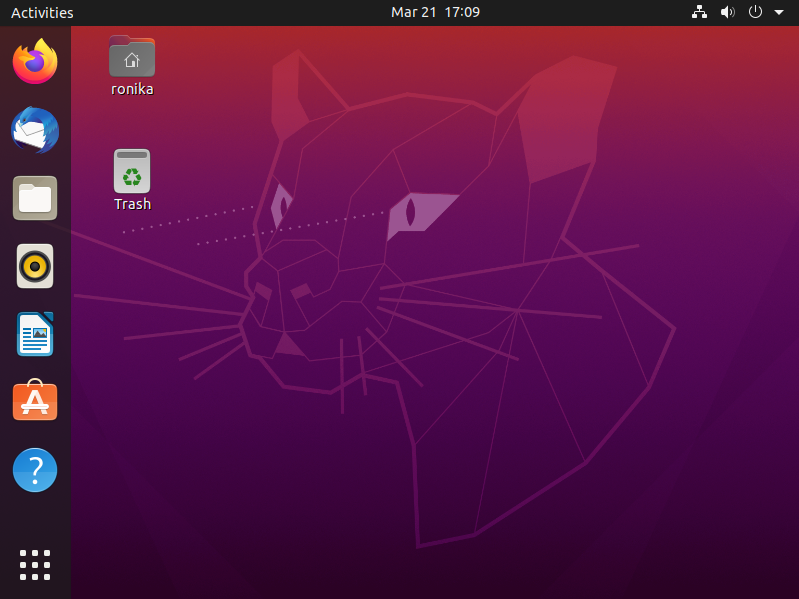 Activities
Mar 21 17:09
ronika
Trash
?